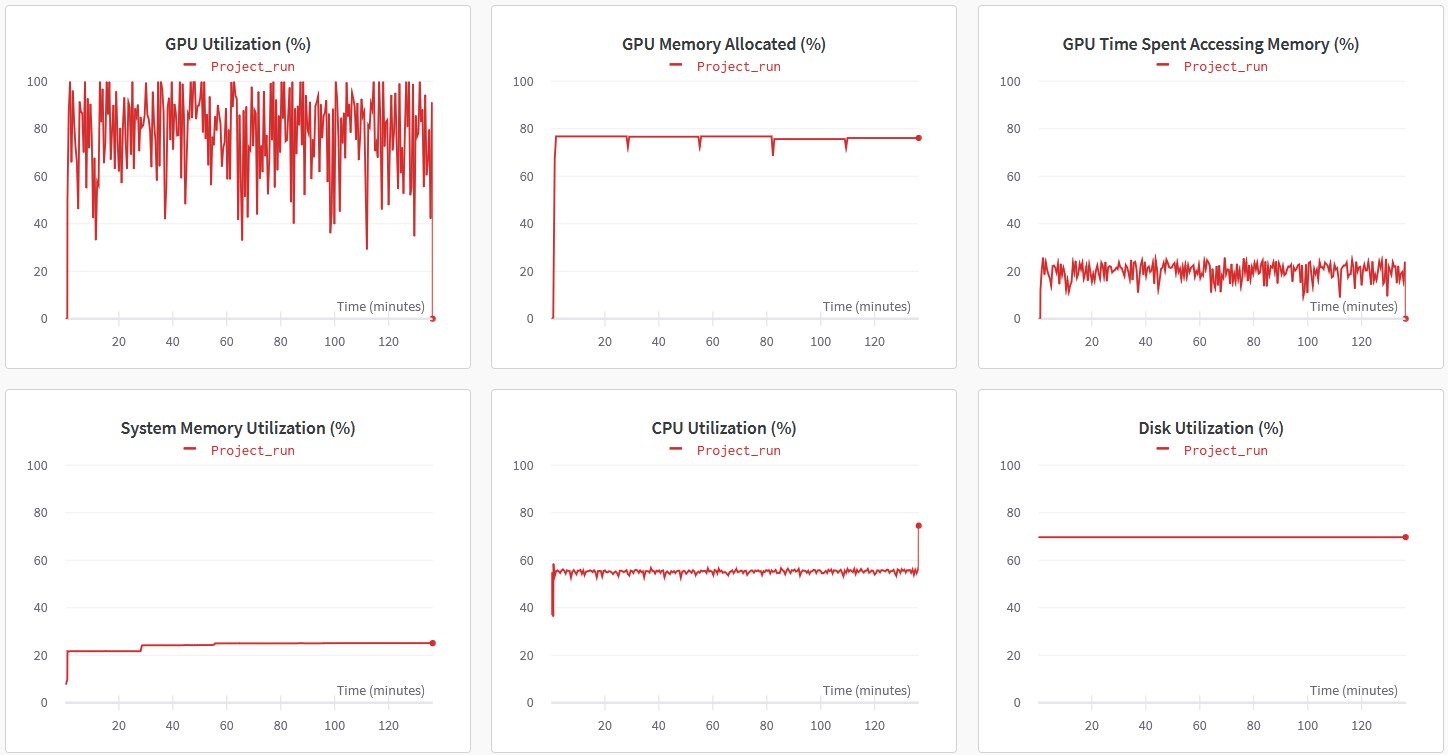 GPU Utilization (%)
Project_run
100
80
60
40
20
0
Time (minutes)
20 40 60 80 100 120
GPU Memory Allocated (%)
Project_run
100
80
60
40
20
0
Time (minutes)
20 40 60 80 100 120
GPU Time Spent Accessing Memory (%)
Project_run
100
80
60
40
20
0
Time (minutes)
20 40 60 80 100 120
System Memory Utilization (%)
Project_run
100
80
60
40
20
0
Time (minutes)
20 40 60 80 100 120
CPU Utilization (%)
Project_run
100
80
60
40
20
0
Time (minutes)
20 40 60 80 100 120
Disk Utilization (%)
Project_run
100
80
60
40
20
0
Time (minutes)
20 40 60 80 100 120